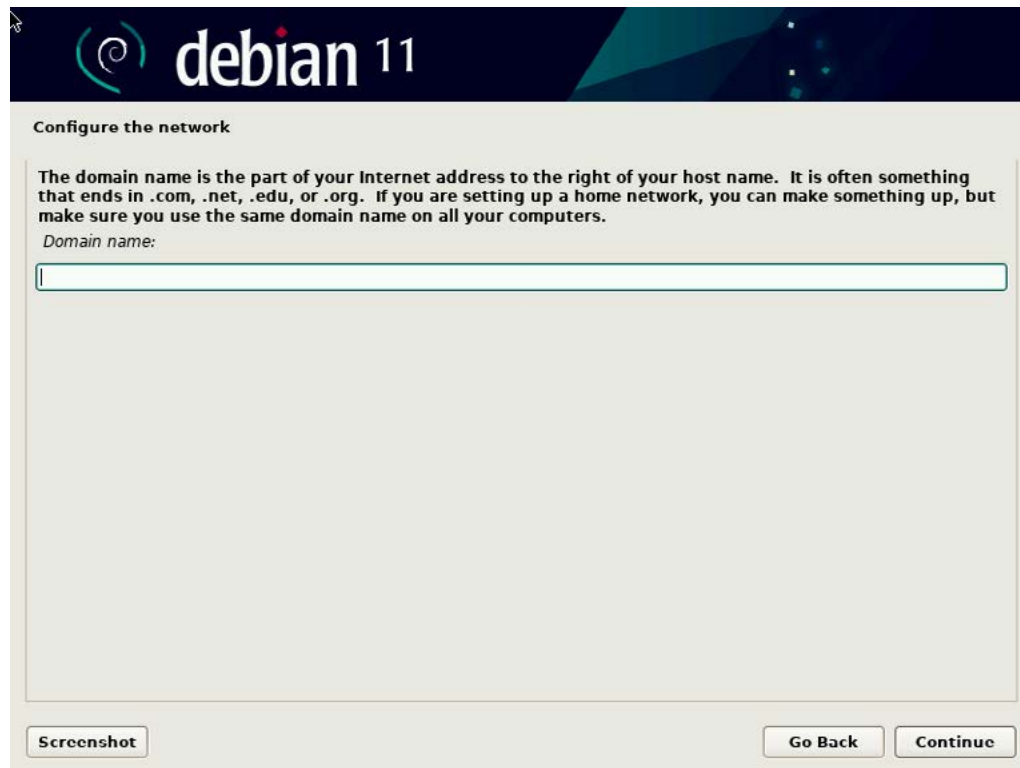 debian 11
Configure the network
The domain name is the part of your Internet address to the right of your host name.  It is often something
that ends in .com, .net, .edu, or .org.  If you are setting up a home network, you can make something up, but
make sure you use the same domain name on all your computers.
Domain name:
Screenshot
Go Back
Continue